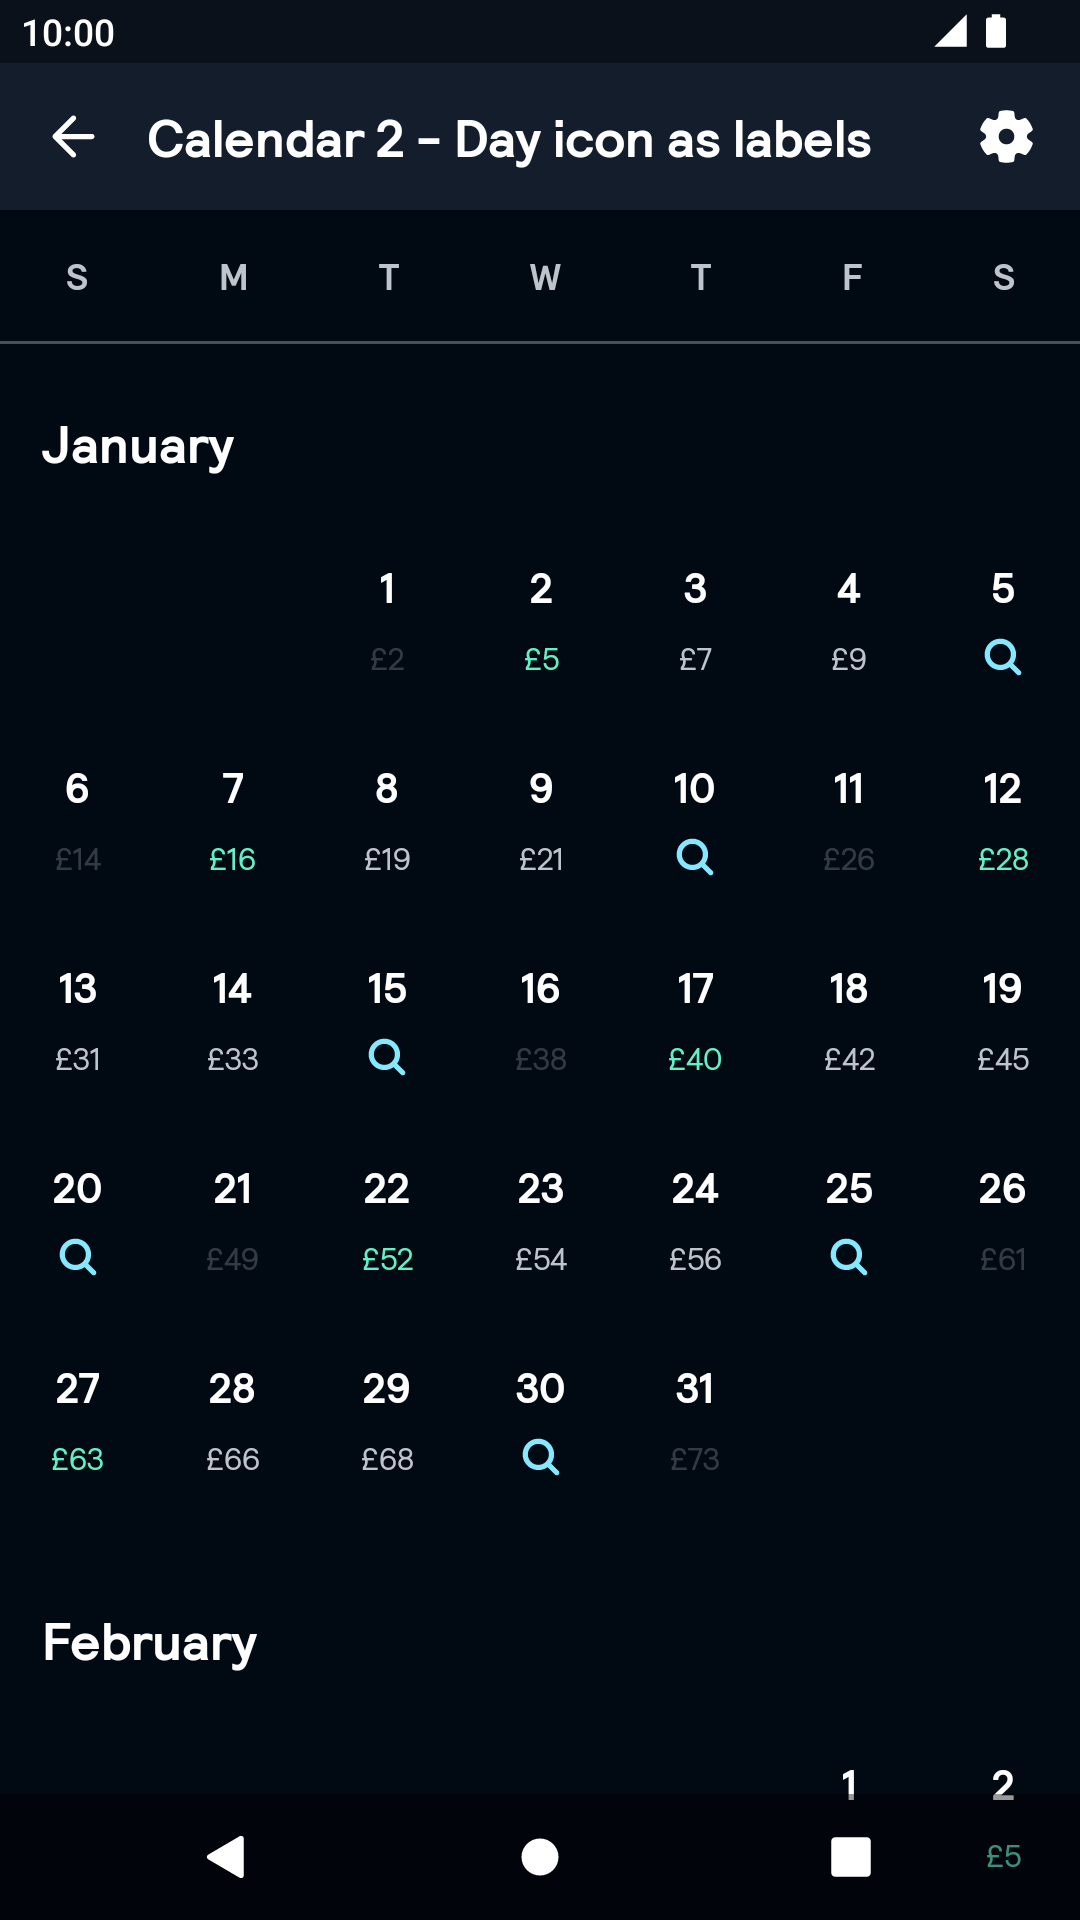 10:00
Calendar 2 – Day icon as labels
S M T W T F S
January
1 2 3 4 5
£2 £5 £7 £9
6 7 8 9 10 11 12
£14 £16 £19 £21 £26 £28
13 14 15 16 17 18 19
£31 £33 £38 £40 £42 £45
20 21 22 23 24 25 26
£49 £52 £54 £56 £61
27 28 29 30 31
£63 £66 £68 £73
February
1 2
£5